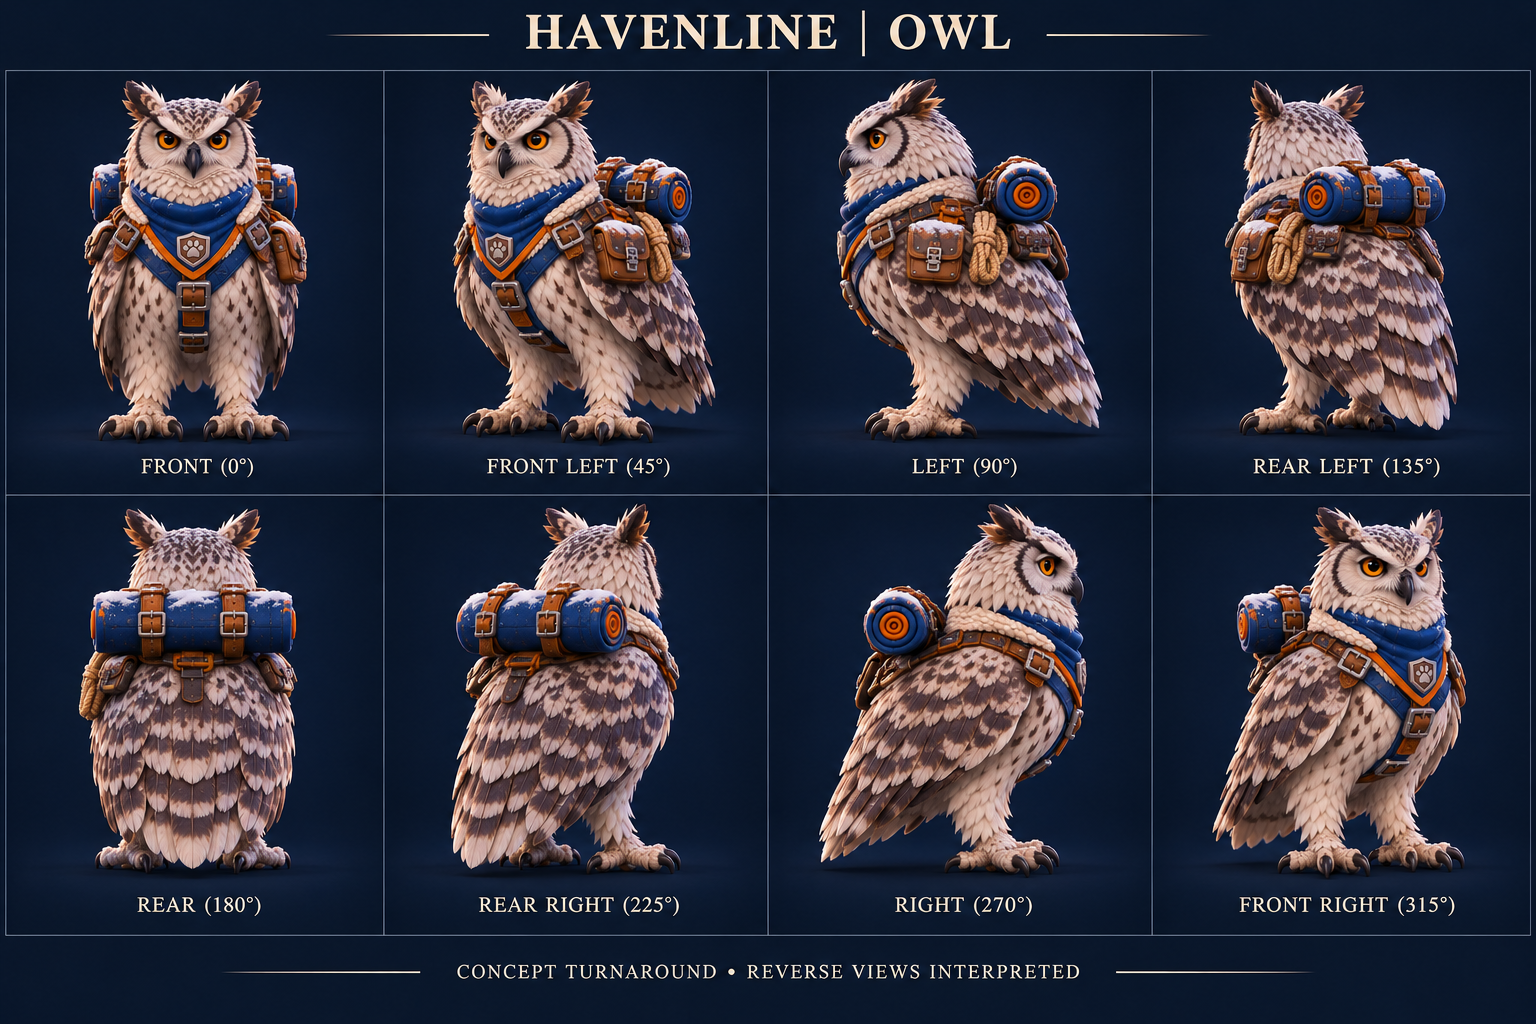 HAVENLINE | OWL
FRONT (0°)
FRONT LEFT (45°)
LEFT (90°)
REAR LEFT (135°)
REAR (180°)
REAR RIGHT (225°)
RIGHT (270°)
FRONT RIGHT (315°)
CONCEPT TURNAROUND • REVERSE VIEWS INTERPRETED